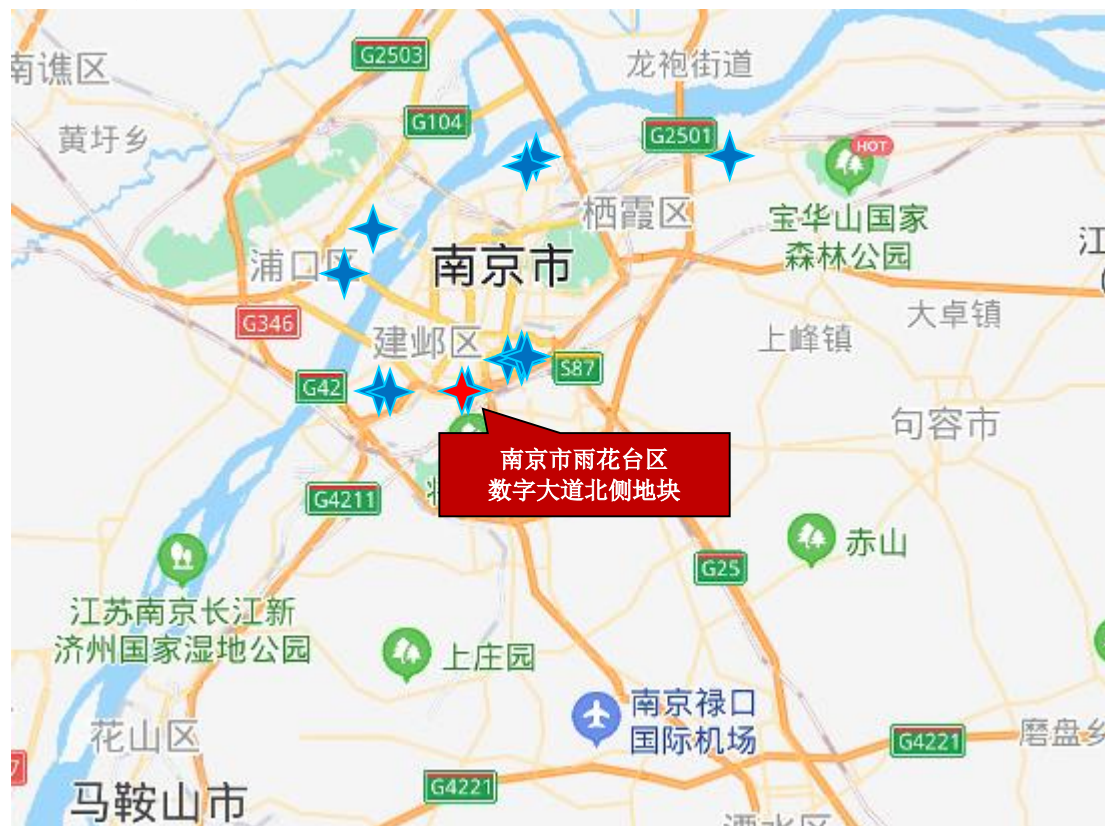 G2503
龙袍街道
南谯区
G104
G2501
黄圩乡
HOT
栖霞区
宝华山国家
森林公园
南京市
浦口区
江
大卓镇
G346
建邺区
上峰镇
S87
G42
句容市
南京市雨花台区
数字大道北侧地块
G4211
赤山
G25
江苏南京长江新
济州国家湿地公园
上庄园
南京禄口
国际机场
花山区
G4221
磨盘乡
G4221
马鞍山市
溧水区